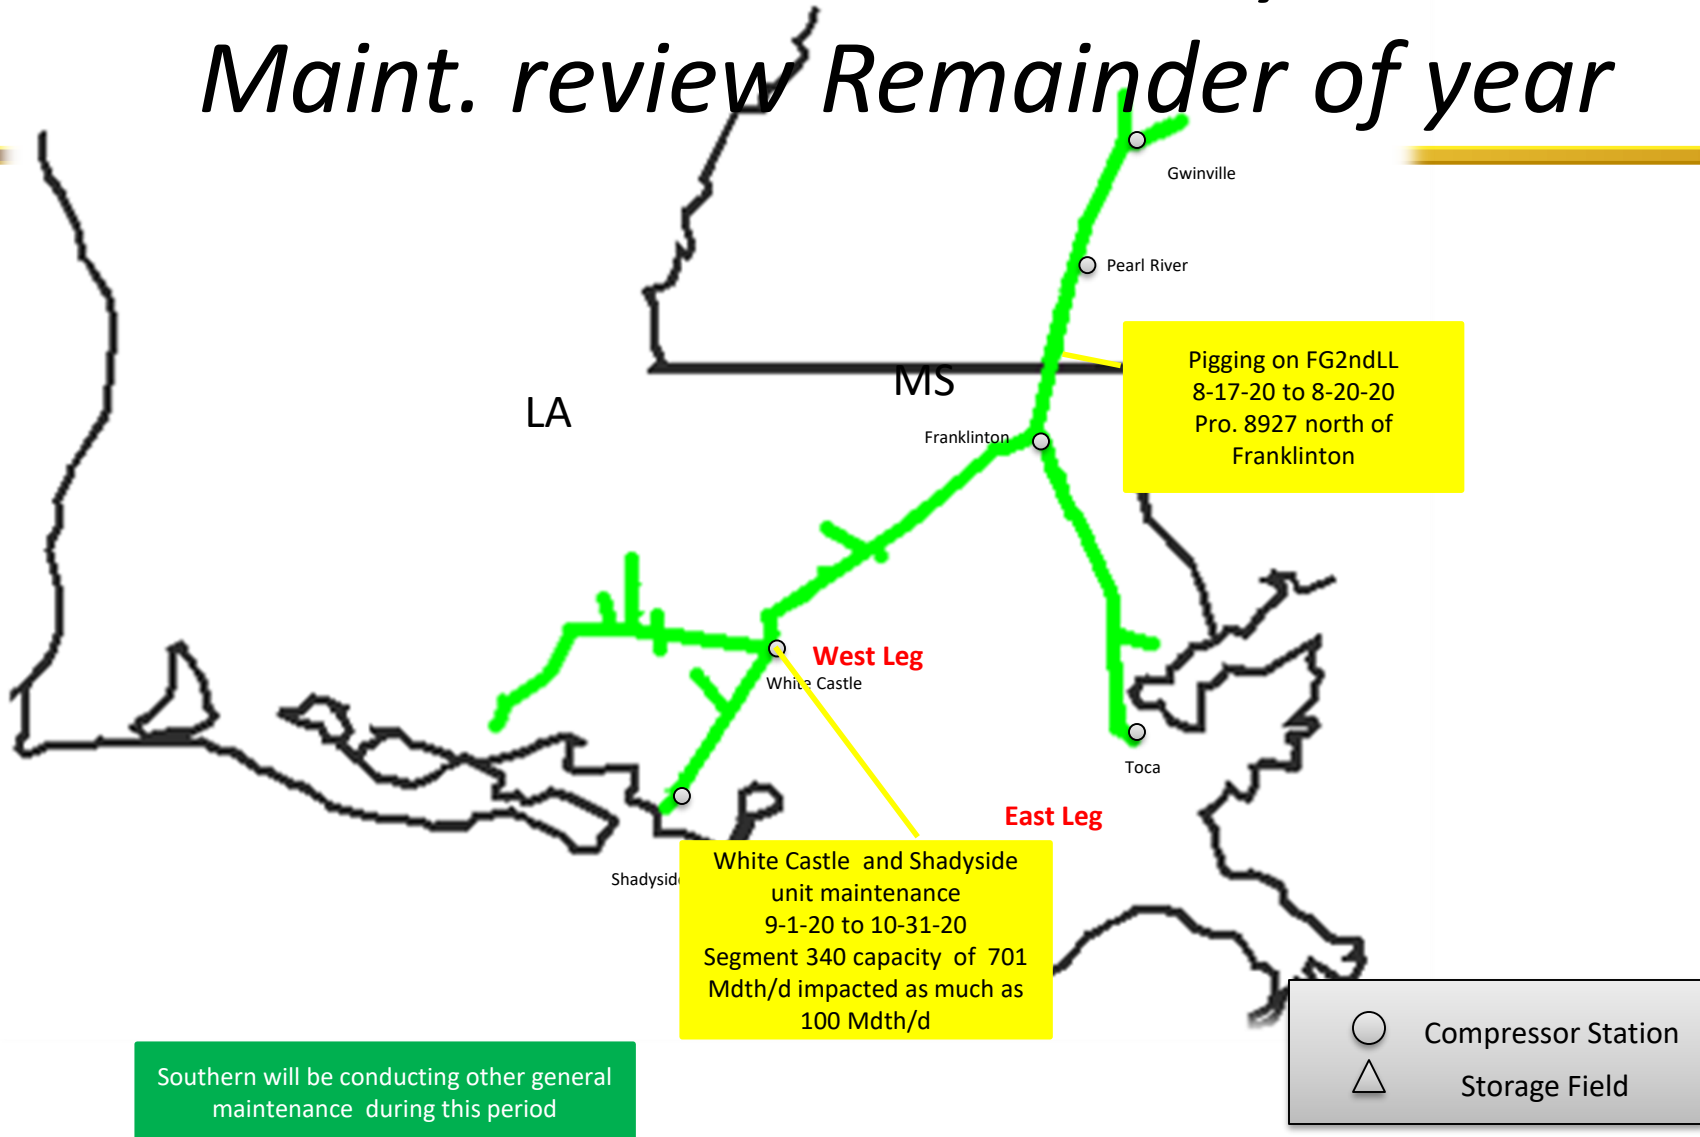 Maint. review Remainder of year
Gwinville
Pearl River
Pigging on FG2ndLL
8-17-20 to 8-20-20
Pro. 8927 north of
Franklinton
MS
LA
Franklinton
West Leg
White Castle
Toca
East Leg
Shadyside
White Castle  and Shadyside
unit maintenance
9-1-20 to 10-31-20
Segment 340 capacity  of  701
Mdth/d impacted as much as
100 Mdth/d
Compressor Station
Storage Field
Southern will be conducting other general
maintenance  during this period